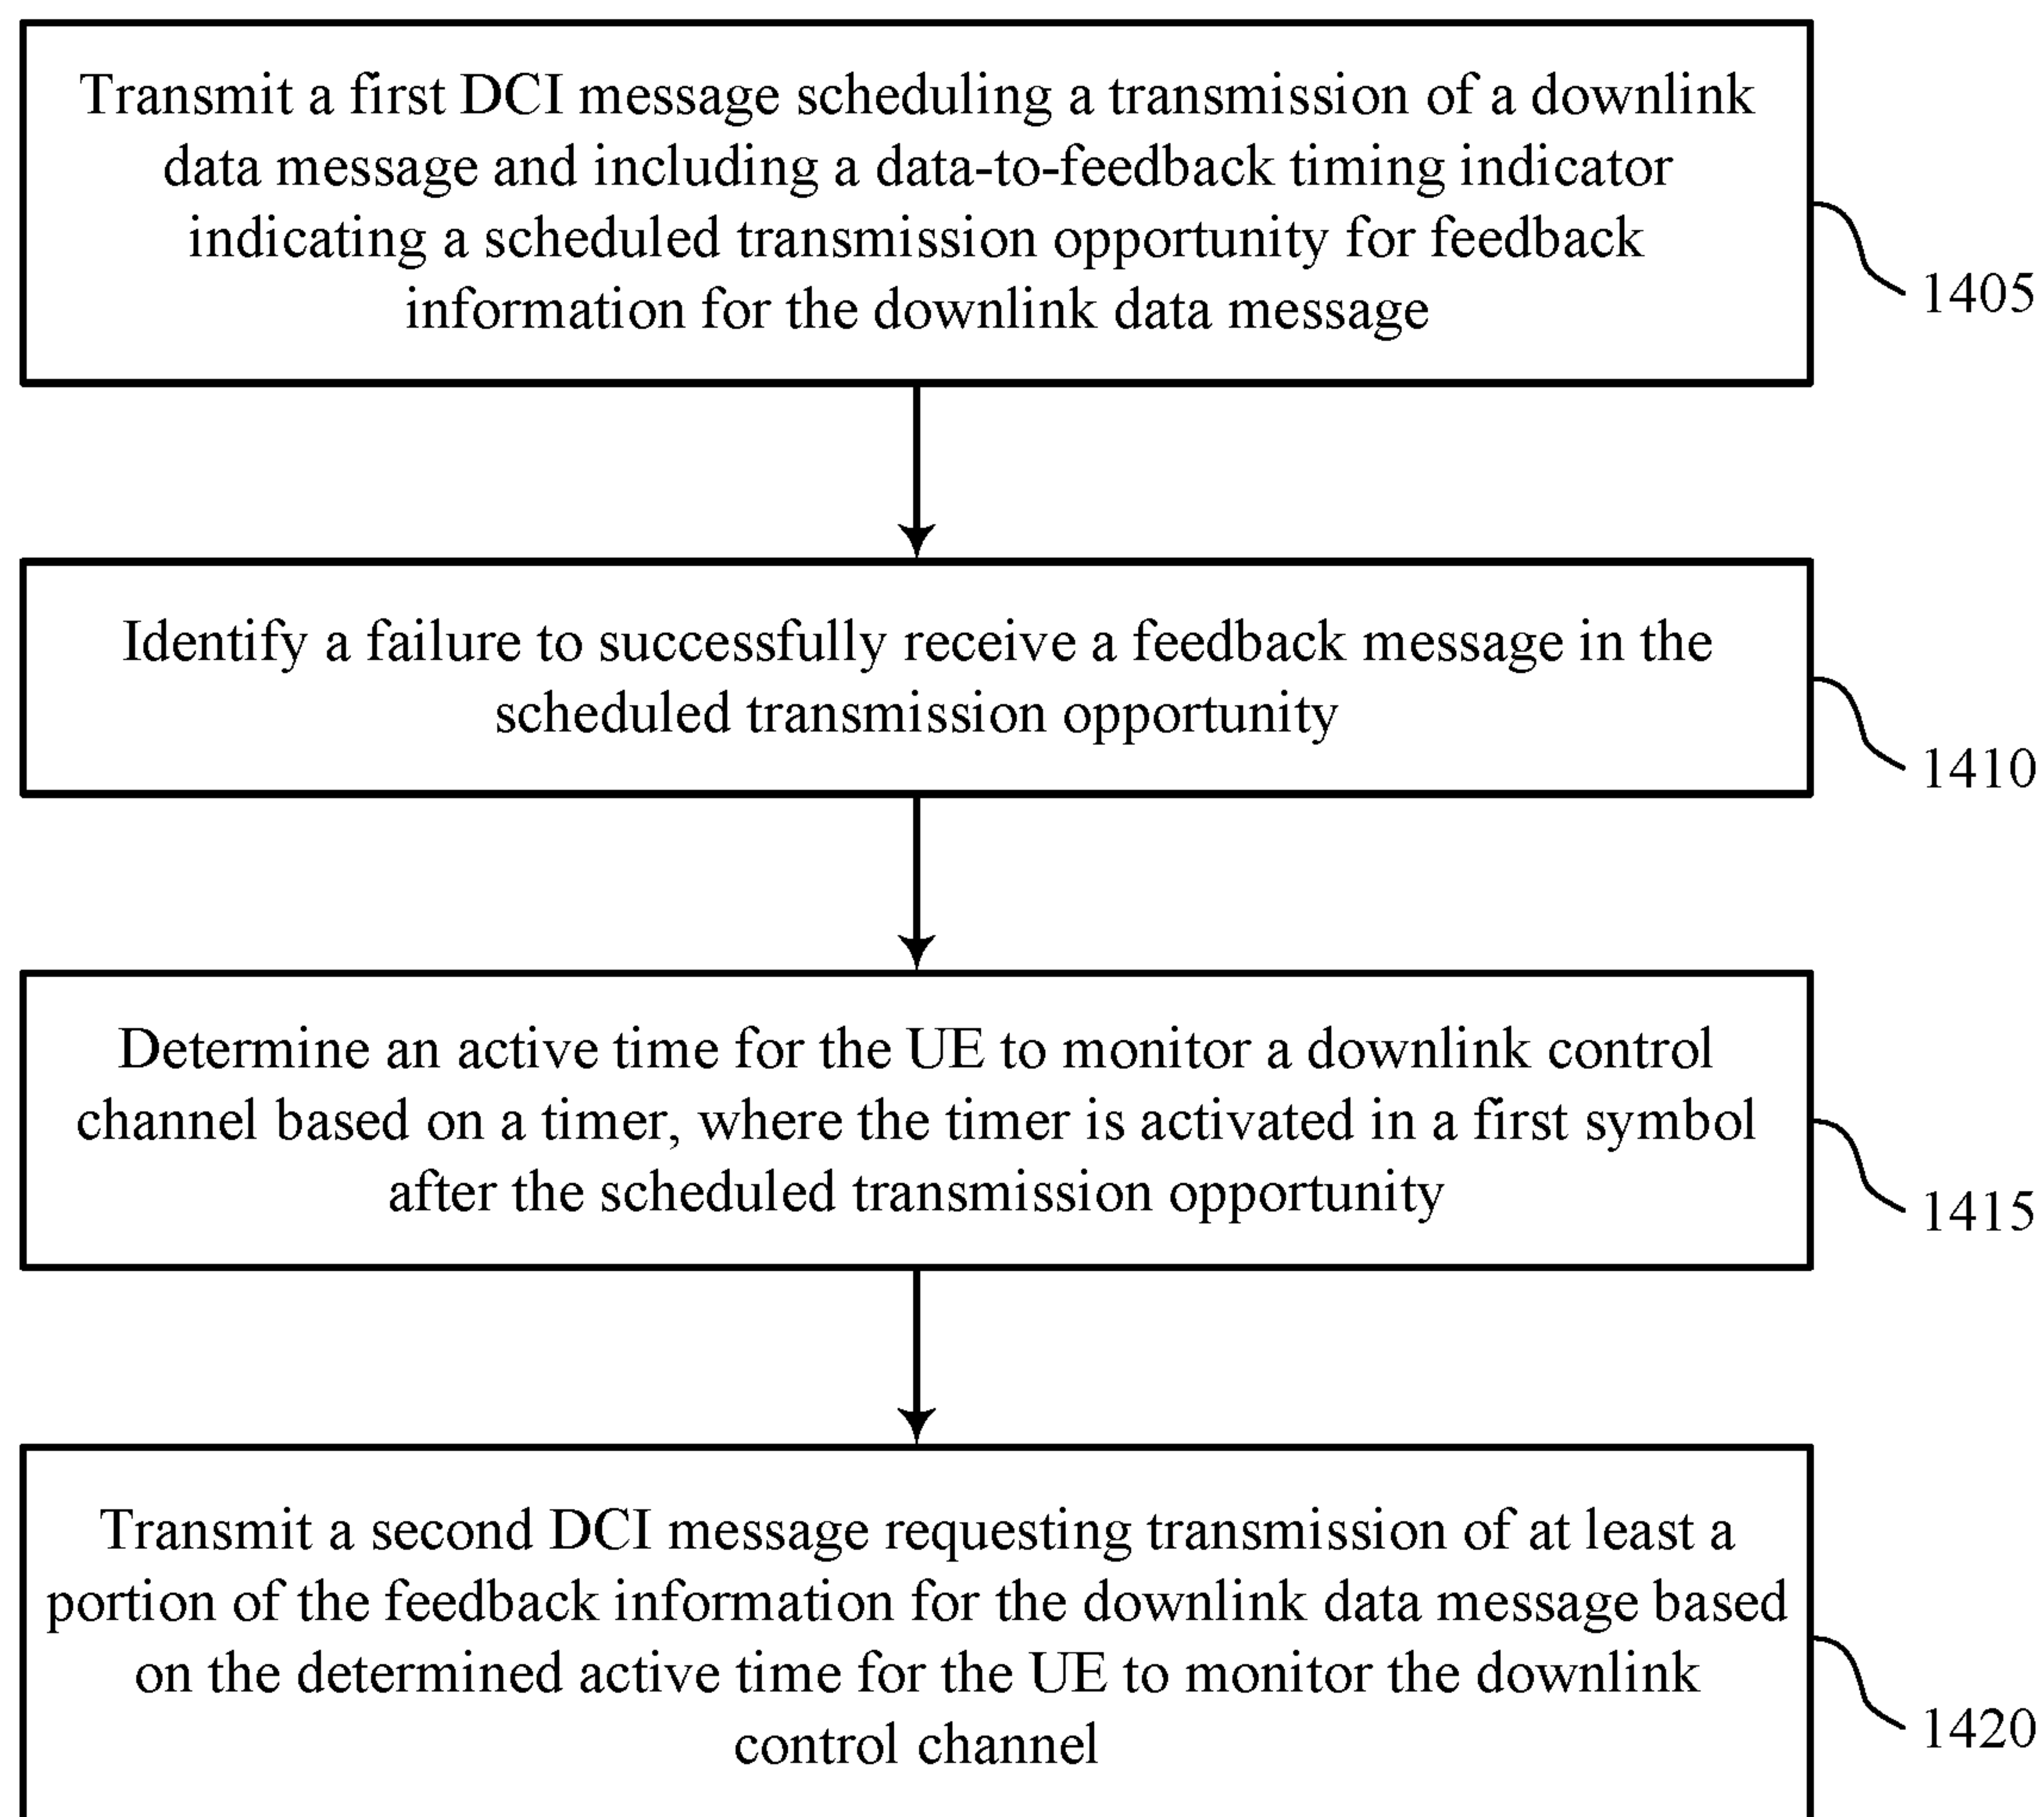 Transmit a first DCI message scheduling a transmission of a downlink
data message and including a data-to-feedback timing indicator
indicating a scheduled transmission opportunity for feedback
information for the downlink data message
1405
Identify a failure to successfully receive a feedback message in the
scheduled transmission opportunity
1410
Determine an active time for the UE to monitor a downlink control
channel based on a timer, where the timer is activated in a first symbol
after the scheduled transmission opportunity
1415
Transmit a second DCI message requesting transmission of at least a
portion of the feedback information for the downlink data message based
on the determined active time for the UE to monitor the downlink
control channel
1420